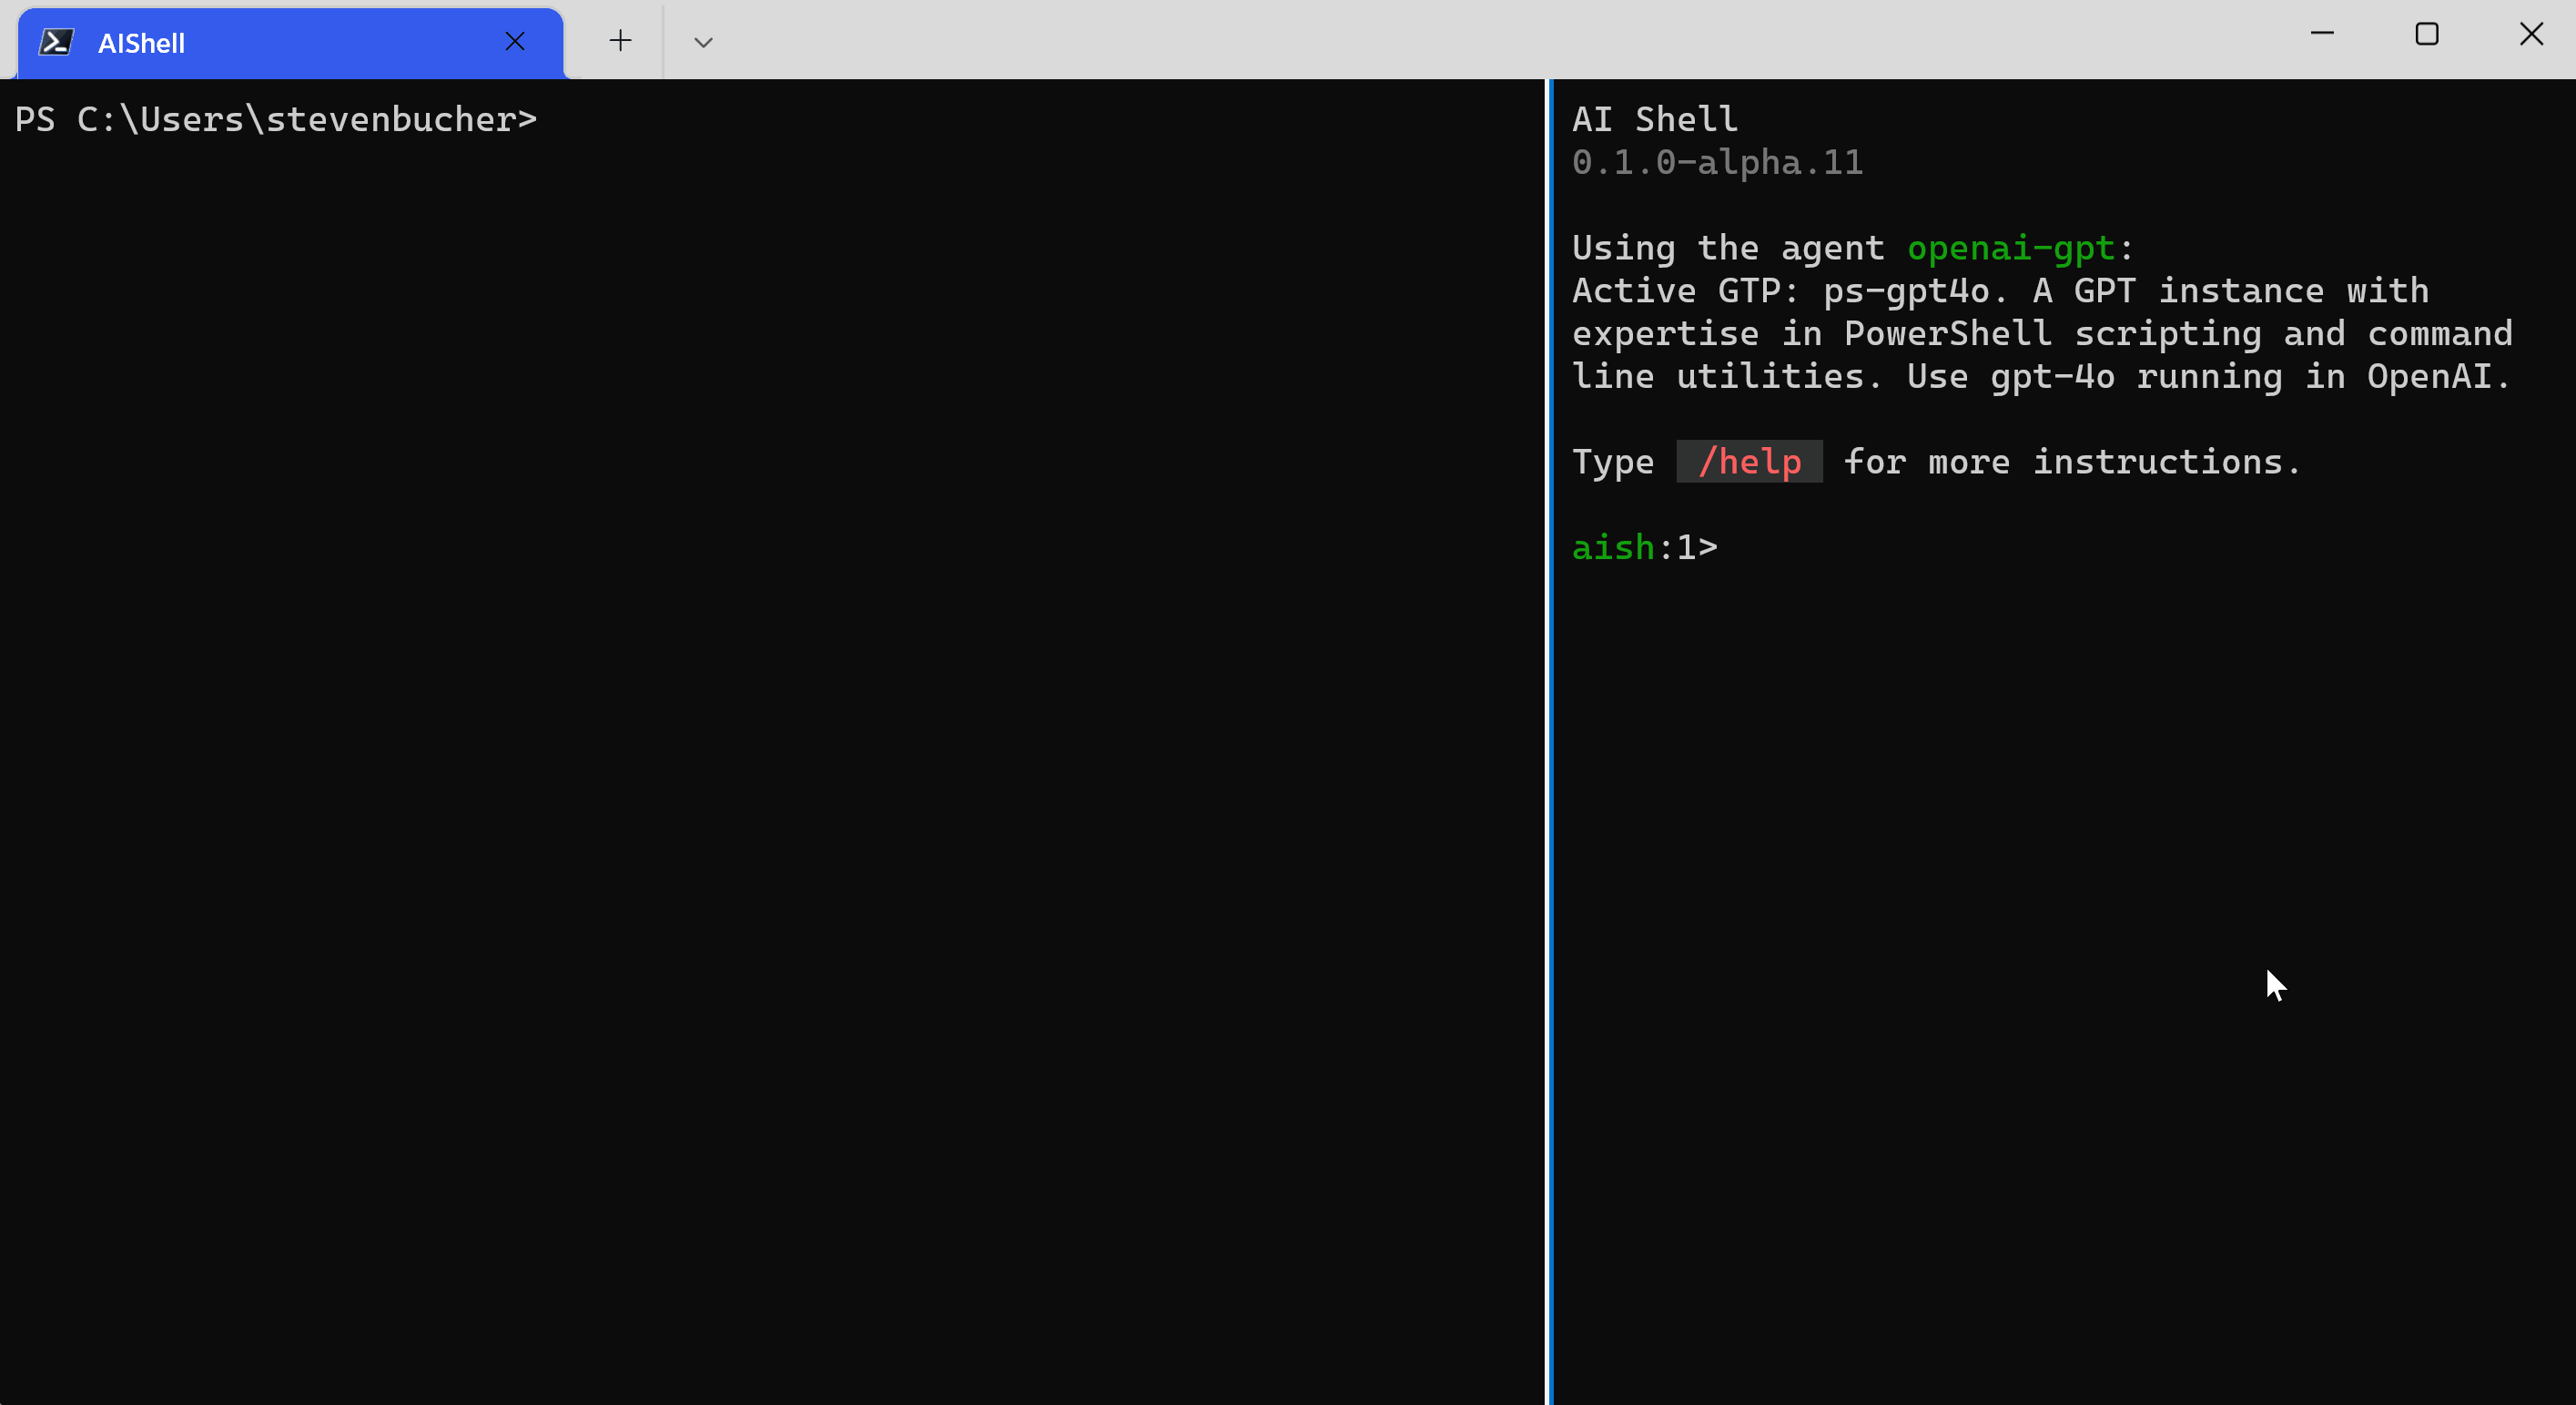 AIShell
PS C:\Users\stevenbucher>
AI Shell
0.1.0-alpha.11
Using the agent openai-gpt:
Active GTP: ps-gpt4o. A GPT instance with
expertise in PowerShell scripting and command
line utilities. Use gpt-4o running in OpenAI.
Type /help for more instructions.
aish:1>